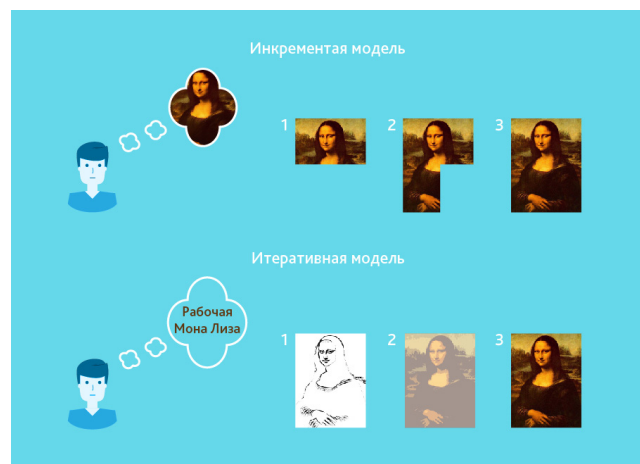 Инкрементая модель
1 2 3
Итеративная модель
Рабочая
Мона Лиза
1 2 3